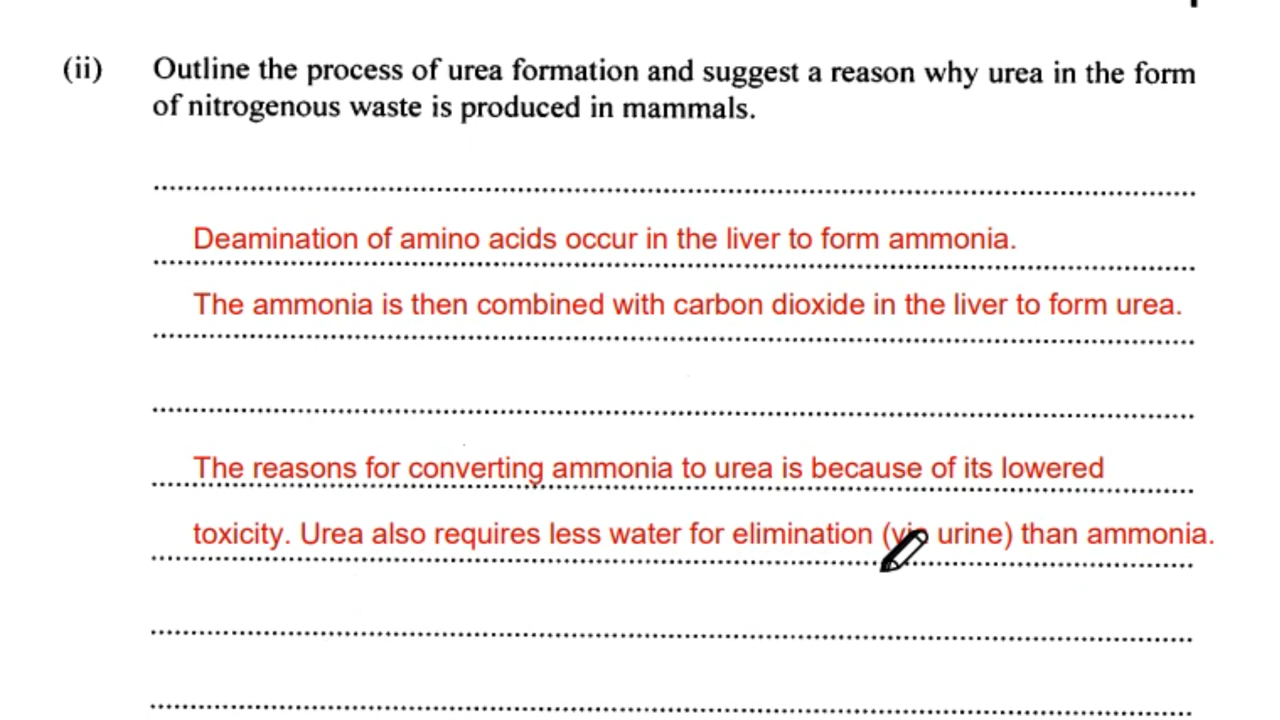 (ii) Outline the process of urea formation and suggest a reason why urea in the form
of nitrogenous waste is produced in mammals.
Deamination of amino acids occur in the liver to form ammonia.
The ammonia is then combined with carbon dioxide in the liver to form urea.
The reasons for converting ammonia to urea is because of its lowered
toxicity. Urea also requires less water for elimination (via urine) than ammonia.